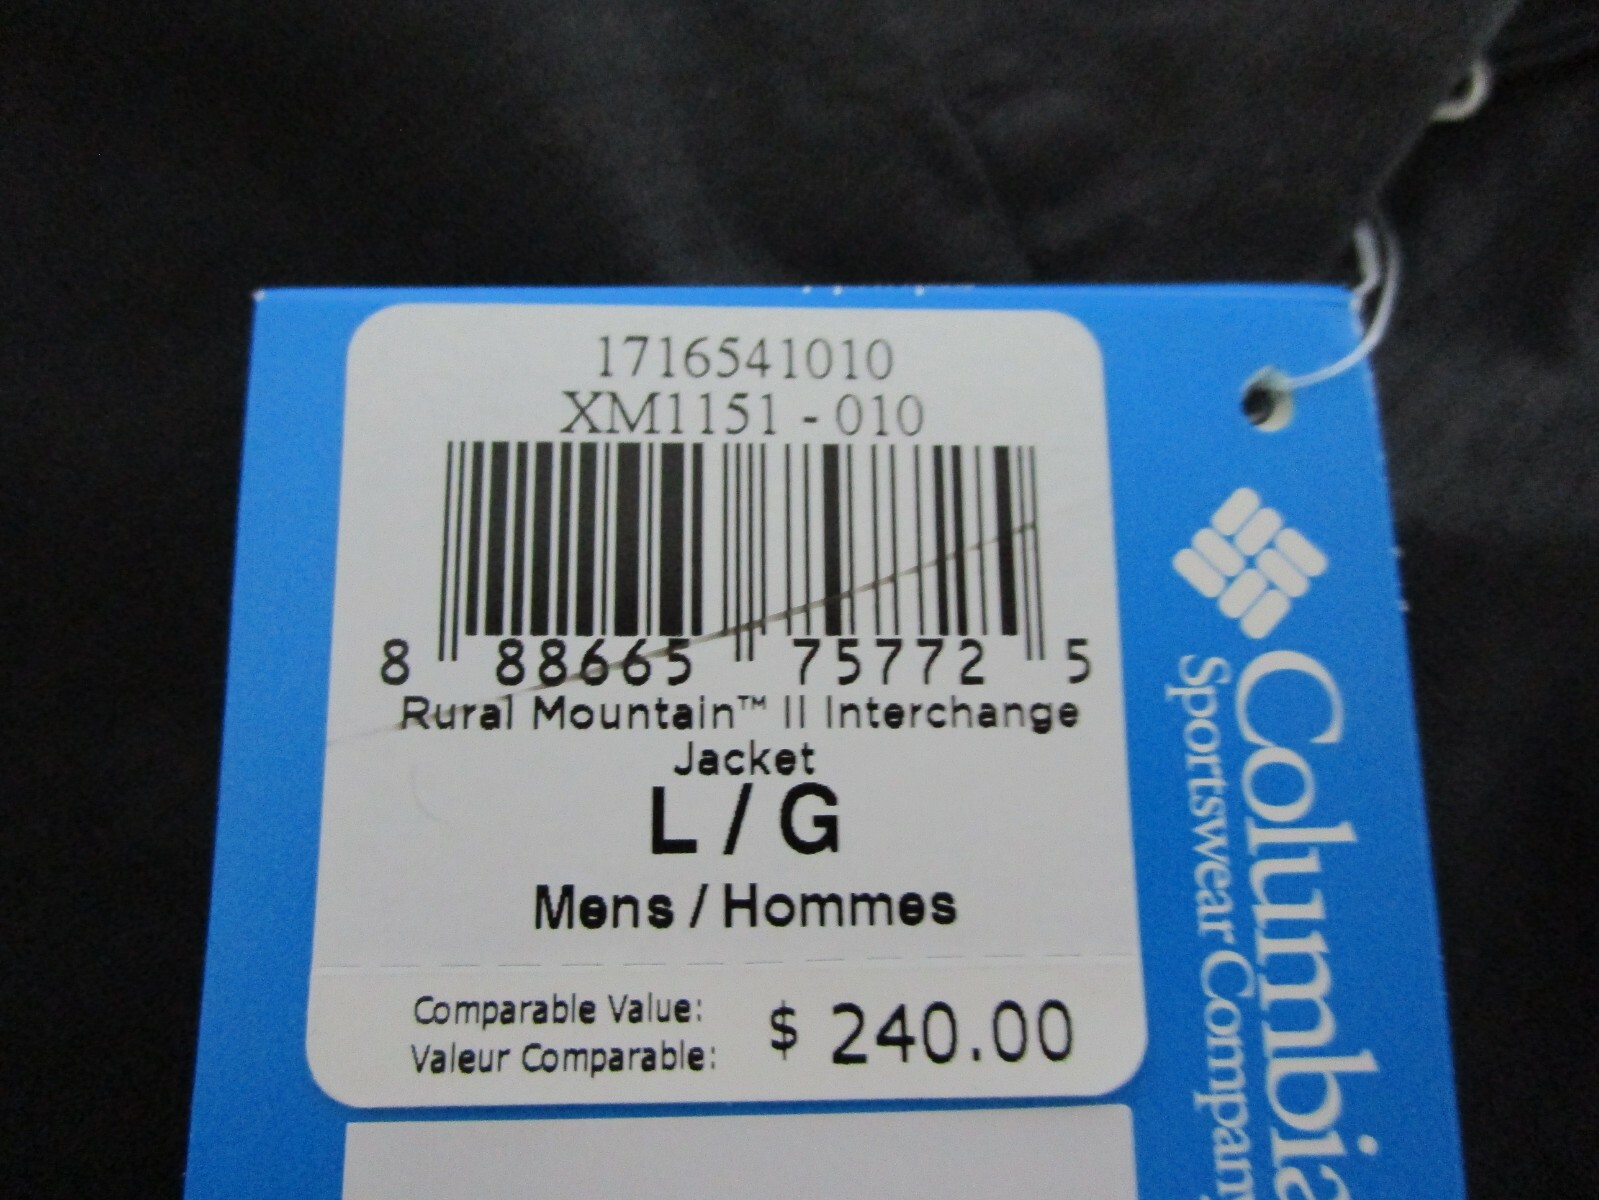 1716541010
XM1151 - 010
8 88665 75772 5
Rural Mountain™ II Interchange
Jacket
L / G
Mens / Hommes
Comparable Value:
Valeur Comparable:
$ 240.00
Columbia
Sportswear Company